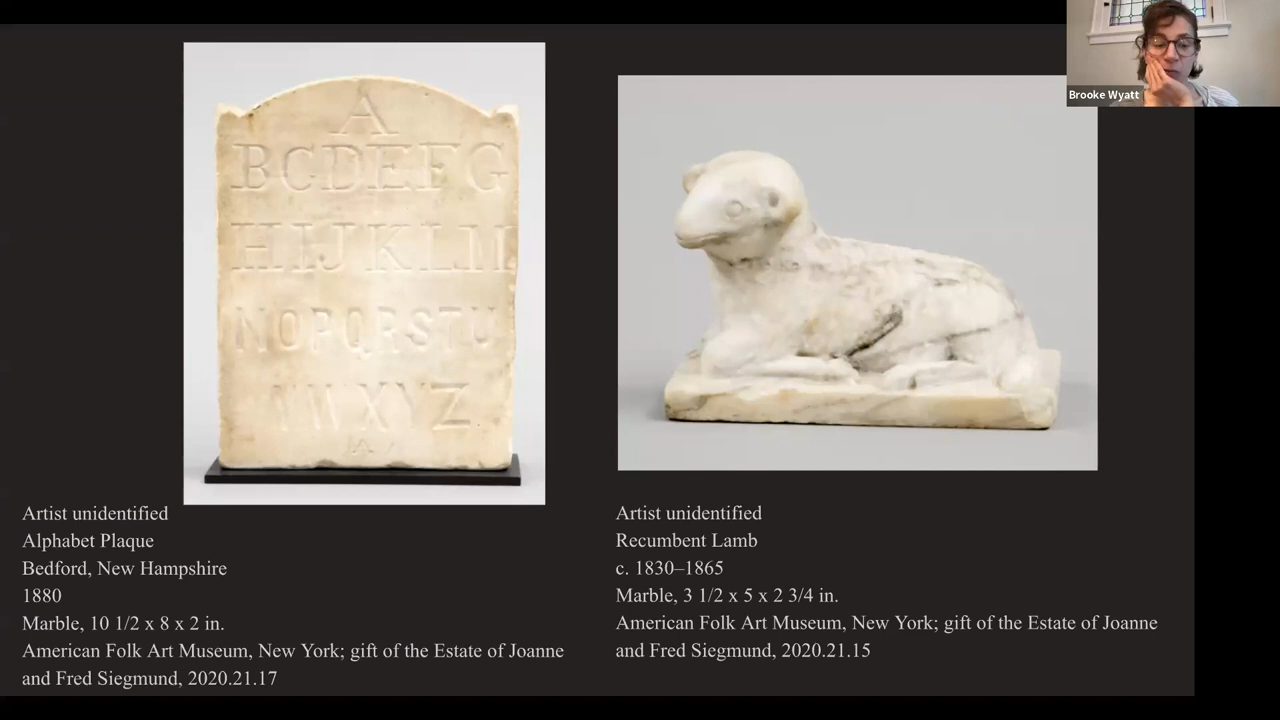 Brooke Wyatt
A
BCDEFG
HIJKLM
NOPQRSTU
VWXYZ
Artist unidentified
Alphabet Plaque
Bedford, New Hampshire
1880
Marble, 10 1/2 x 8 x 2 in.
American Folk Art Museum, New York; gift of the Estate of Joanne
and Fred Siegmund, 2020.21.17
Artist unidentified
Recumbent Lamb
c. 1830–1865
Marble, 3 1/2 x 5 x 2 3/4 in.
American Folk Art Museum, New York; gift of the Estate of Joanne
and Fred Siegmund, 2020.21.15